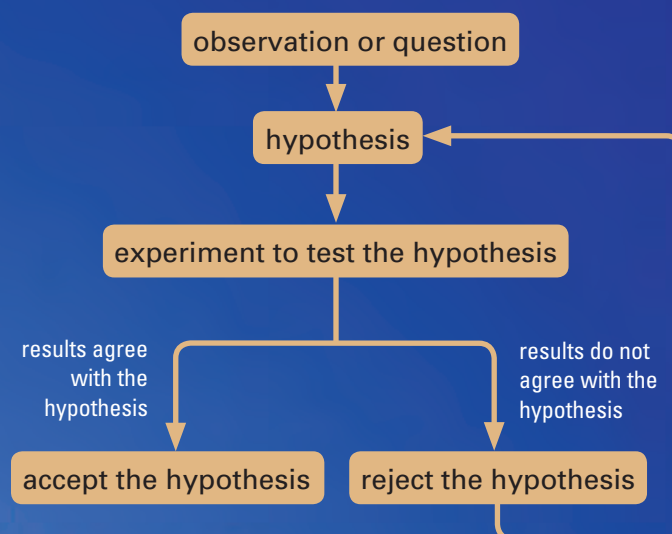 observation or question
hypothesis
experiment to test the hypothesis
results agree
with the
hypothesis
results do not
agree with the
hypothesis
accept the hypothesis
reject the hypothesis